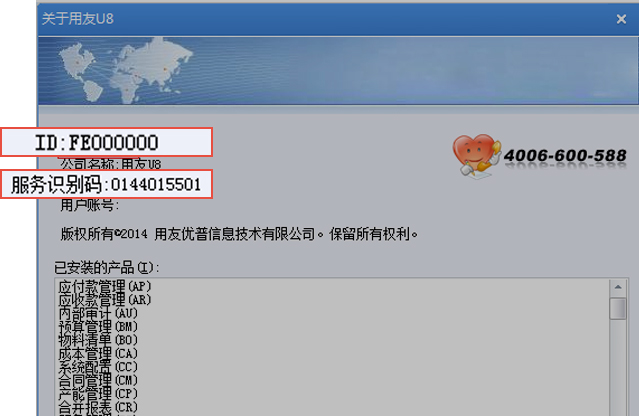 关于用友U8
ID:FE000000
公司名称:用友U8
4006-600-588
服务识别码:0144015501
用户账号:
版权所有©2014 用友优普信息技术有限公司。保留所有权利。
已安装的产品(I):
应付款管理(AP)
应收款管理(AR)
内部审计(AU)
预算管理(BM)
物料清单(BO)
成本管理(CA)
系统配置(CC)
合同管理(CM)
产能管理(CP)
合并报表(CR)